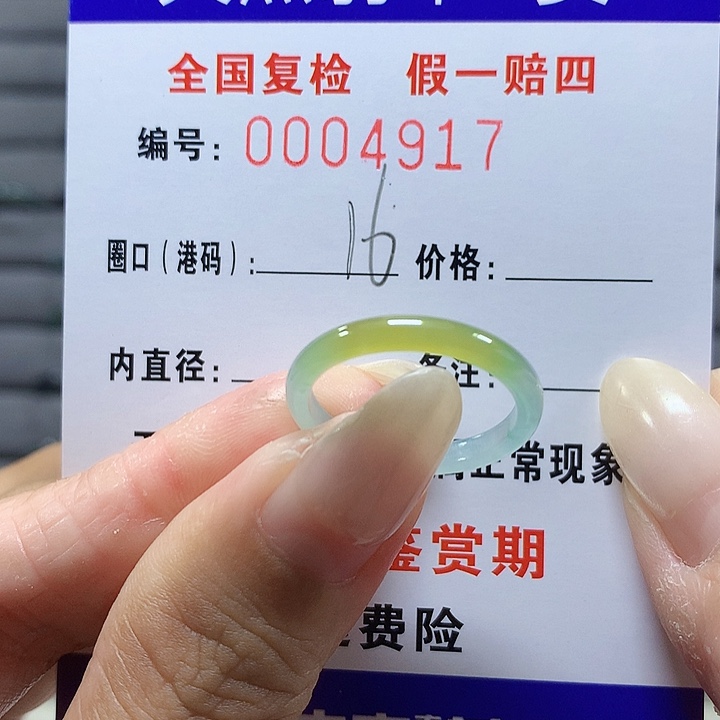 全国复检 假一赔四
编号: 0004917
圈口(港码): 16 价格:
内直径: 备注:
正常现象
鉴赏期
费险